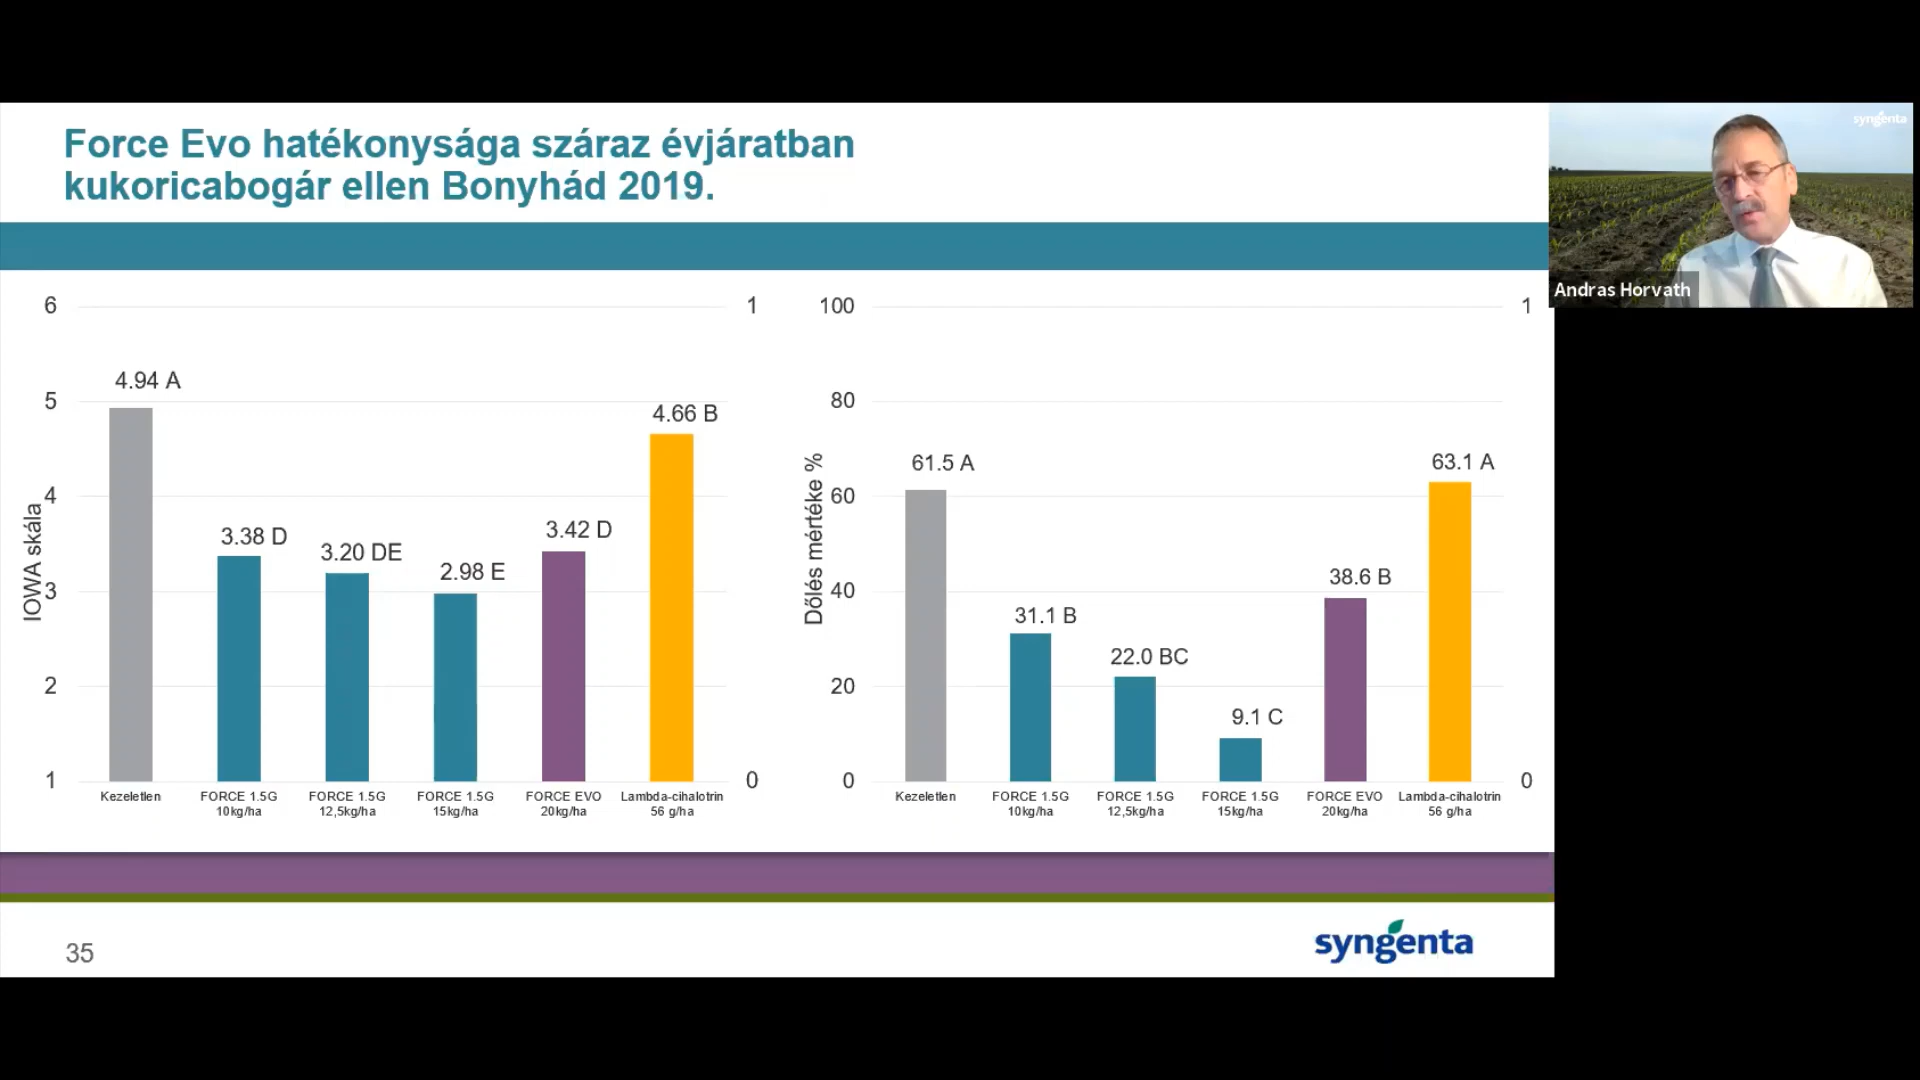 Force Evo hatékonysága száraz évjáratban
kukoricabogár ellen Bonyhád 2019.
syngenta
Andras Horvath
IOWA skála
6
5
4
3
2
1
1
0
4.94 A
3.38 D
3.20 DE
2.98 E
3.42 D
4.66 B
Kezeletlen
FORCE 1.5G
10kg/ha
FORCE 1.5G
12,5kg/ha
FORCE 1.5G
15kg/ha
FORCE EVO
20kg/ha
Lambda-cihalotrin
56 g/ha
Dőlés mértéke %
100
80
60
40
20
0
1
0
61.5 A
31.1 B
22.0 BC
9.1 C
38.6 B
63.1 A
Kezeletlen
FORCE 1.5G
10kg/ha
FORCE 1.5G
12,5kg/ha
FORCE 1.5G
15kg/ha
FORCE EVO
20kg/ha
Lambda-cihalotrin
56 g/ha
35
syngenta